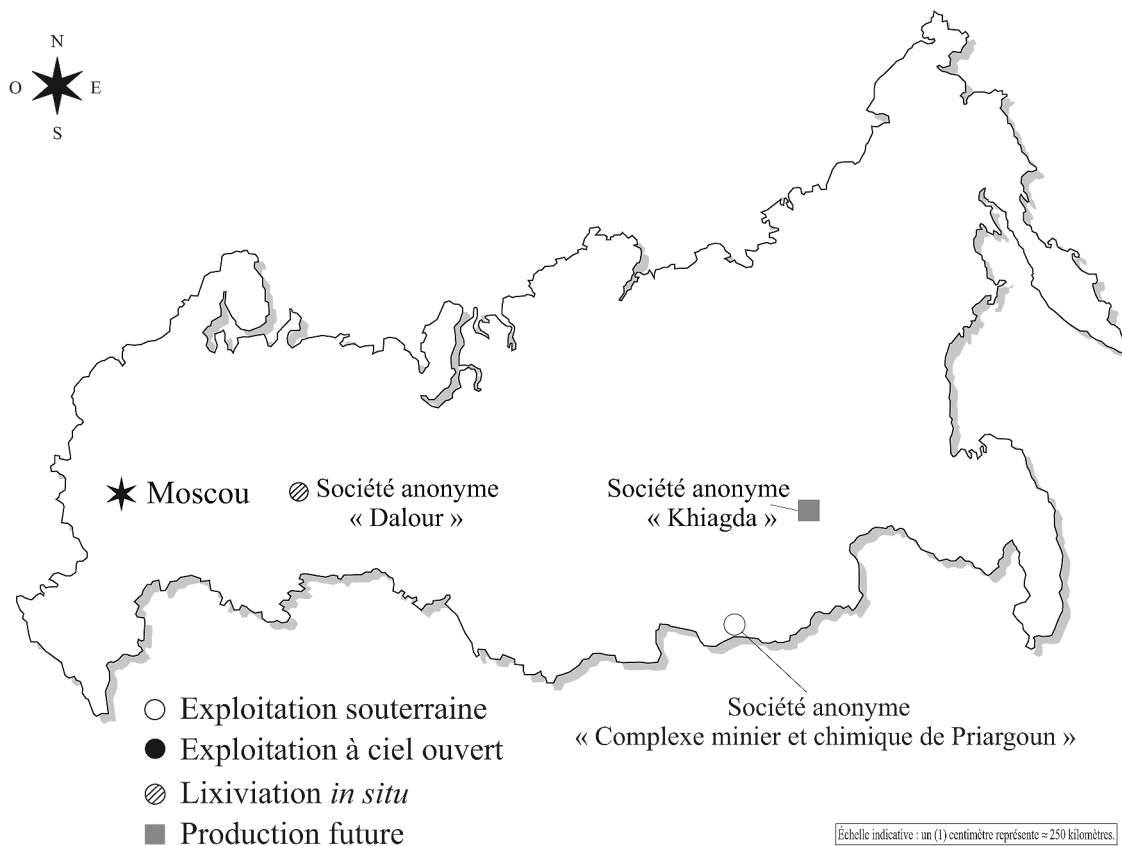 N
O E
S
Moscou
Société anonyme
« Dalour »
Société anonyme
« Khiagda »
Société anonyme
« Complexe minier et chimique de Priargoun »
Exploitation souterraine
Exploitation à ciel ouvert
Lixiviation in situ
Production future
Échelle indicative : un (1) centimètre représente ≈ 250 kilomètres.